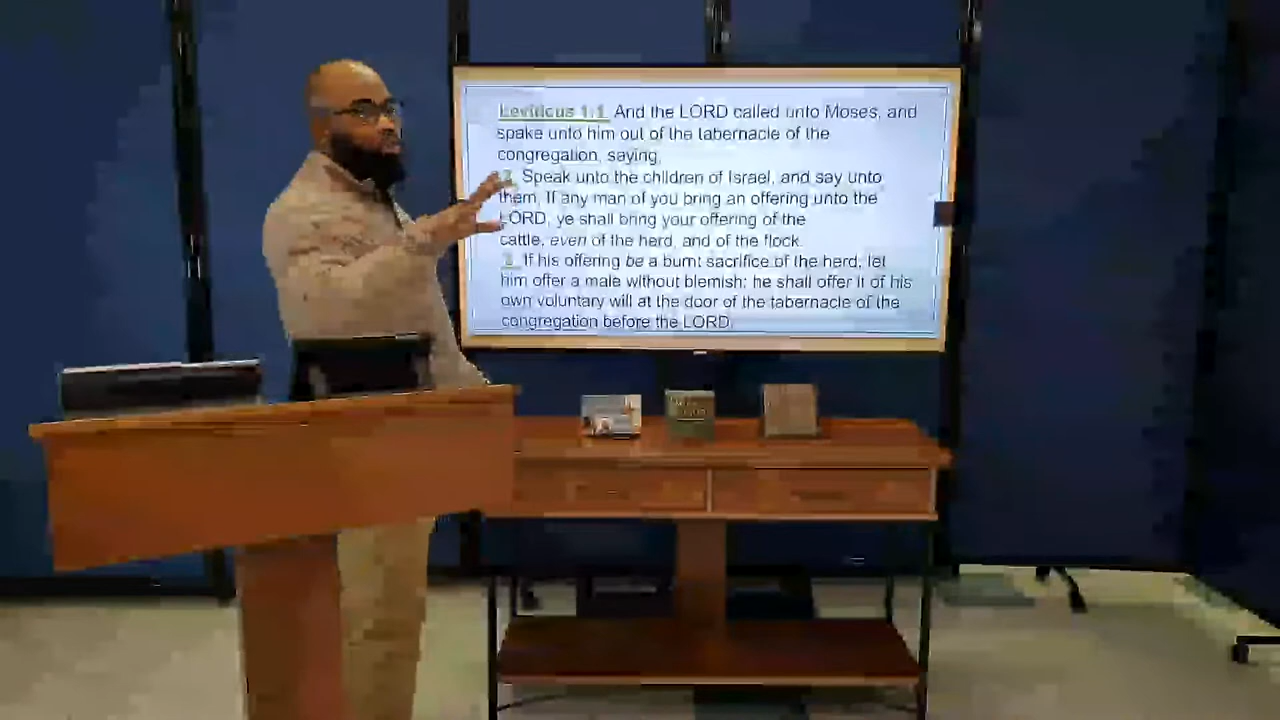 Leviticus 1:1 And the LORD called unto Moses, and
spake unto him out of the tabernacle of the
congregation, saying,
2 Speak unto the children of Israel, and say unto
them, If any man of you bring an offering unto the
LORD, ye shall bring your offering of the
cattle, even of the herd, and of the flock.
3 If his offering be a burnt sacrifice of the herd, let
him offer a male without blemish: he shall offer it of his
own voluntary will at the door of the tabernacle of the
congregation before the LORD.